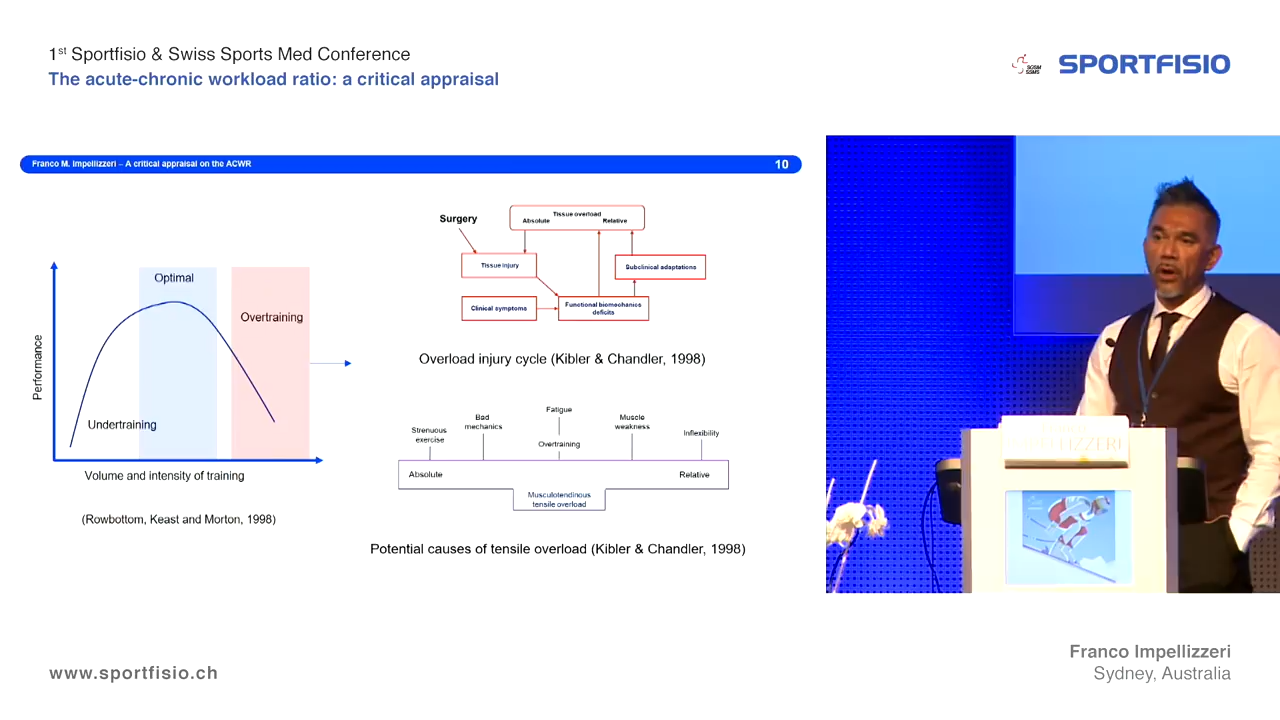 1st Sportfisio & Swiss Sports Med Conference
The acute-chronic workload ratio: a critical appraisal
SGSM
SSMS
SPORTFISIO
Franco M. Impellizzeri – A critical appraisal on the ACWR
10
Optimal
Overtraining
Undertraining
Performance
Volume and intensity of training
(Rowbottom, Keast and Morton, 1998)
Surgery
Tissue overload
Absolute
Relative
Tissue injury
Subclinical adaptations
Clinical symptoms
Functional biomechanics
deficits
Overload injury cycle (Kibler & Chandler, 1998)
Strenuous
exercise
Bad
mechanics
Fatigue
Overtraining
Muscle
weakness
Inflexibility
Absolute
Relative
Musculotendinous
tensile overload
Potential causes of tensile overload (Kibler & Chandler, 1998)
IMPELLIZZERI
www.sportfisio.ch
Franco Impellizzeri
Sydney, Australia